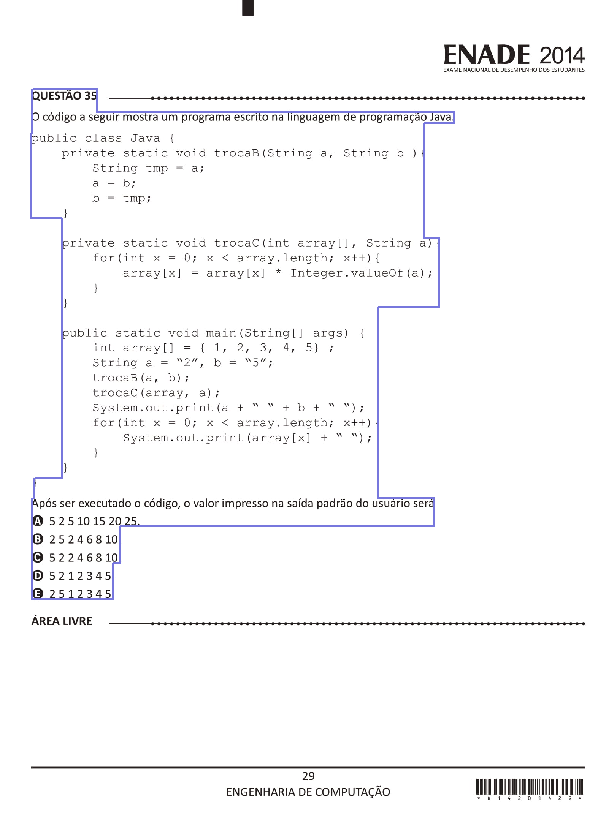 ENADE 2014
EXAME NACIONAL DE DESEMPENHO DOS ESTUDANTES
QUESTÃO 35
O código a seguir mostra um programa escrito na linguagem de programação Java.
public class Java {
    private static void trocaB(String a, String b ){
        String tmp = a;
        a = b;
        b = tmp;
    }
    private static void trocaC(int array[], String a){
        for(int x = 0; x < array.length; x++){
            array[x] = array[x] * Integer.valueOf(a);
        }
    }
    public static void main(String[] args) {
        int array[] = { 1, 2, 3, 4, 5} ;
        String a = “2”, b = “5”;
        trocaB(a, b);
        trocaC(array, a);
        System.out.print(a + “ “ + b + “ “);
        for(int x = 0; x < array.length; x++){
            System.out.print(array[x] + “ “);
        }
    }
}
Após ser executado o código, o valor impresso na saída padrão do usuário será
A 5 2 5 10 15 20 25.
B 2 5 2 4 6 8 10
C 5 2 2 4 6 8 10
D 5 2 1 2 3 4 5
E 2 5 1 2 3 4 5
ÁREA LIVRE
29
ENGENHARIA DE COMPUTAÇÃO